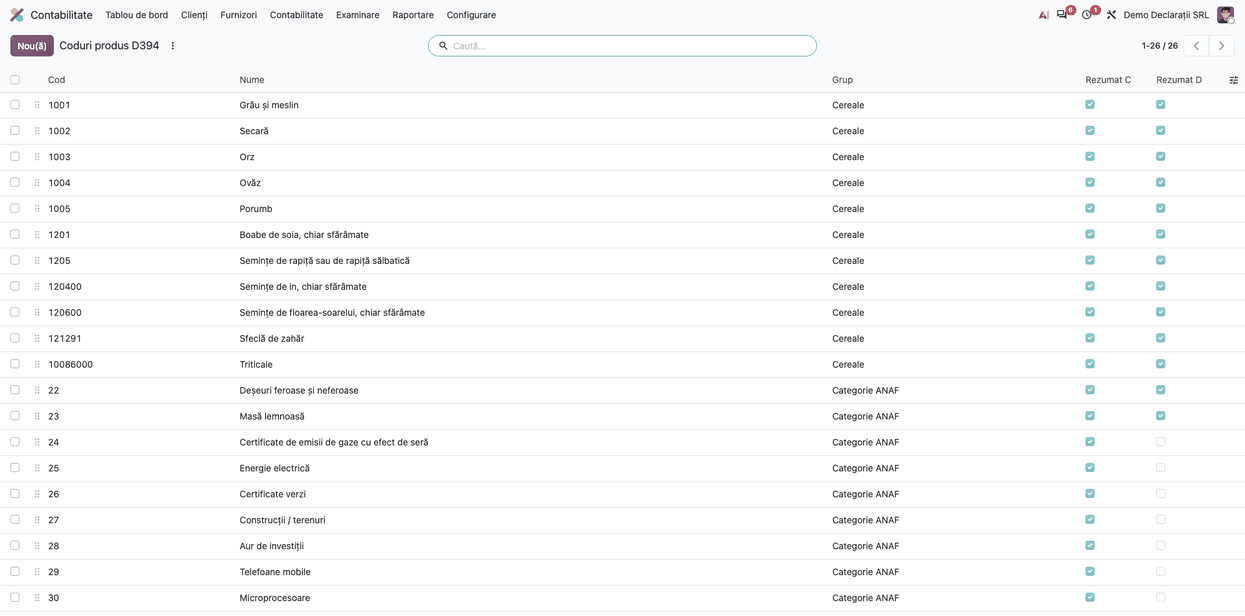 Contabilitate Tablou de bord Clienți Furnizori Contabilitate Examinare Raportare Configurare AI 6 1 Demo Declarații SRL
Nou(ă) Coduri produs D394 Caută... 1-26 / 26
Cod Nume Grup Rezumat C Rezumat D
1001 Grâu și meslin Cereale
1002 Secară Cereale
1003 Orz Cereale
1004 Ovăz Cereale
1005 Porumb Cereale
1201 Boabe de soia, chiar sfărâmate Cereale
1205 Semințe de rapiță sau de rapiță sălbatică Cereale
120400 Semințe de in, chiar sfărâmate Cereale
120600 Semințe de floarea-soarelui, chiar sfărâmate Cereale
121291 Sfeclă de zahăr Cereale
10086000 Triticale Cereale
22 Deșeuri feroase și neferoase Categorie ANAF
23 Masă lemnoasă Categorie ANAF
24 Certificate de emisii de gaze cu efect de seră Categorie ANAF
25 Energie electrică Categorie ANAF
26 Certificate verzi Categorie ANAF
27 Construcții / terenuri Categorie ANAF
28 Aur de investiții Categorie ANAF
29 Telefoane mobile Categorie ANAF
30 Microprocesoare Categorie ANAF